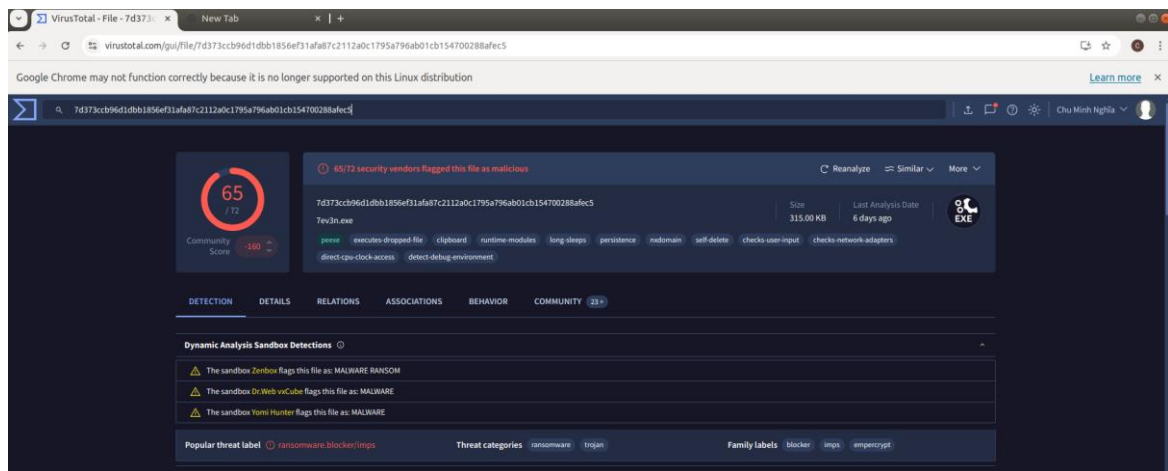 VirusTotal - File - 7d373c
New Tab
virustotal.com/gui/file/7d373ccb96d1dbb1856ef31afa87c2112a0c1795a796ab01cb154700288afec5
Google Chrome may not function correctly because it is no longer supported on this Linux distribution
Learn more
7d373ccb96d1dbb1856ef31afa87c2112a0c1795a796ab01cb154700288afec5
Chu Minh Nghĩa
65
/ 72
Community
Score
-160
65/72 security vendors flagged this file as malicious
Reanalyze
Similar
More
7d373ccb96d1dbb1856ef31afa87c2112a0c1795a796ab01cb154700288afec5
7ev3n.exe
Size
315.00 KB
Last Analysis Date
6 days ago
EXE
peexe executes-dropped-file clipboard runtime-modules long-sleeps persistence nxdomain self-delete checks-user-input checks-network-adapters
direct-cpu-clock-access detect-debug-environment
DETECTION DETAILS RELATIONS ASSOCIATIONS BEHAVIOR COMMUNITY 23+
Dynamic Analysis Sandbox Detections
The sandbox Zenbox flags this file as: MALWARE RANSOM
The sandbox Dr.Web vxCube flags this file as: MALWARE
The sandbox Yomi Hunter flags this file as: MALWARE
Popular threat label ransomware.blocker/imps Threat categories ransomware trojan Family labels blocker imps empercrypt